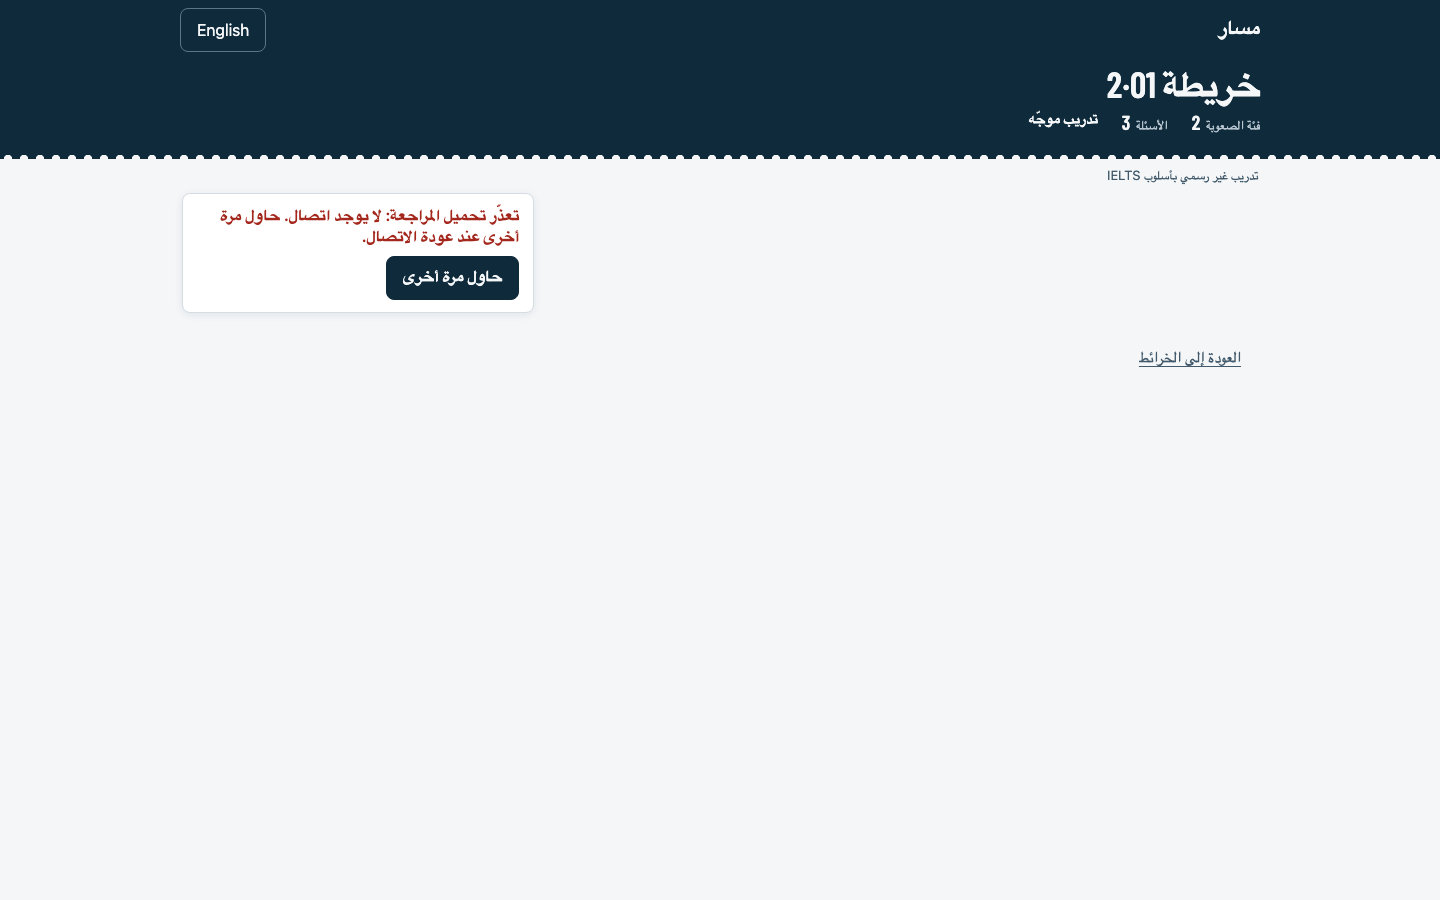 مسار
English
خريطة 2·01
فئة الصعوبة 2 الأسئلة 3 تدريب موجّه
تدريب غير رسمي بأسلوب IELTS
تعذّر تحميل المراجعة: لا يوجد اتصال. حاول مرة
أخرى عند عودة الاتصال.
حاول مرة أخرى
العودة إلى الخرائط